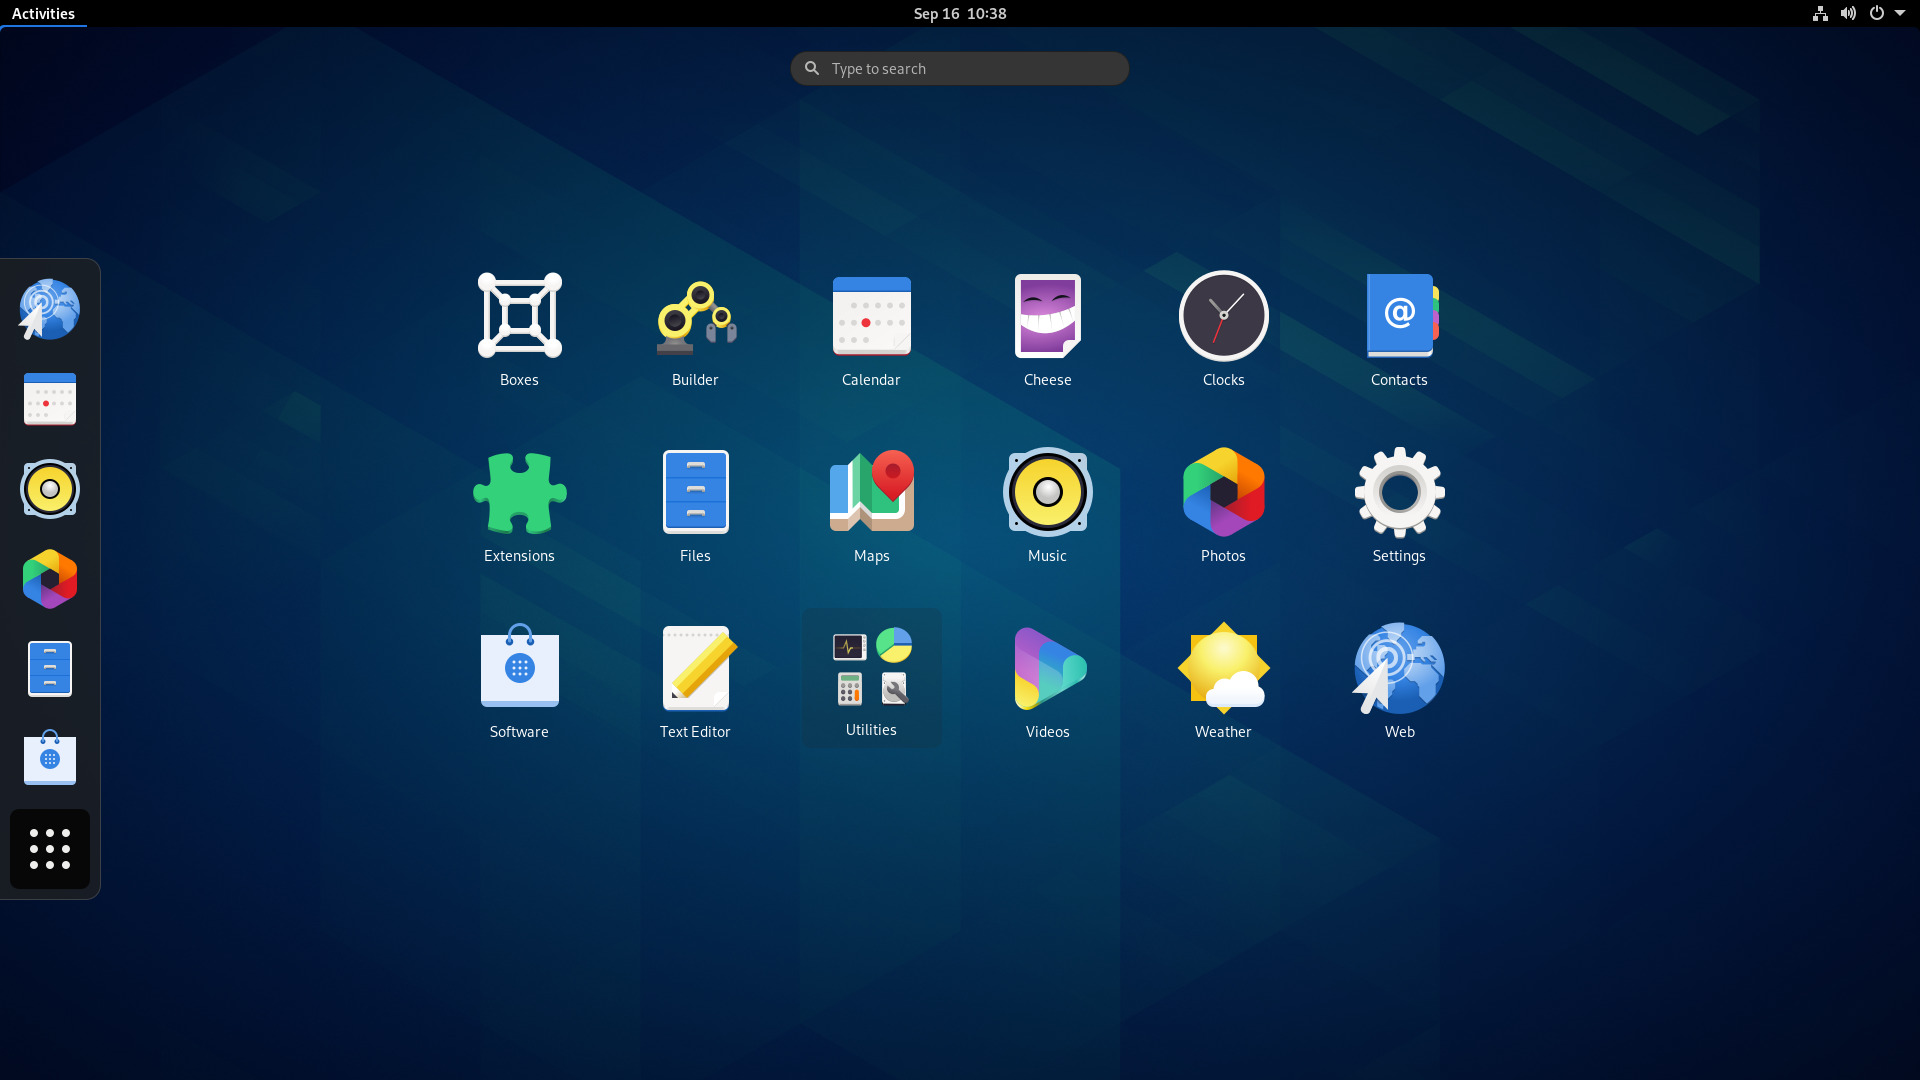 Activities
Sep 16 10:38
Type to search
Boxes
Builder
Calendar
Cheese
Clocks
@
Contacts
Extensions
Files
Maps
Music
Photos
Settings
Software
Text Editor
Utilities
Videos
Weather
Web